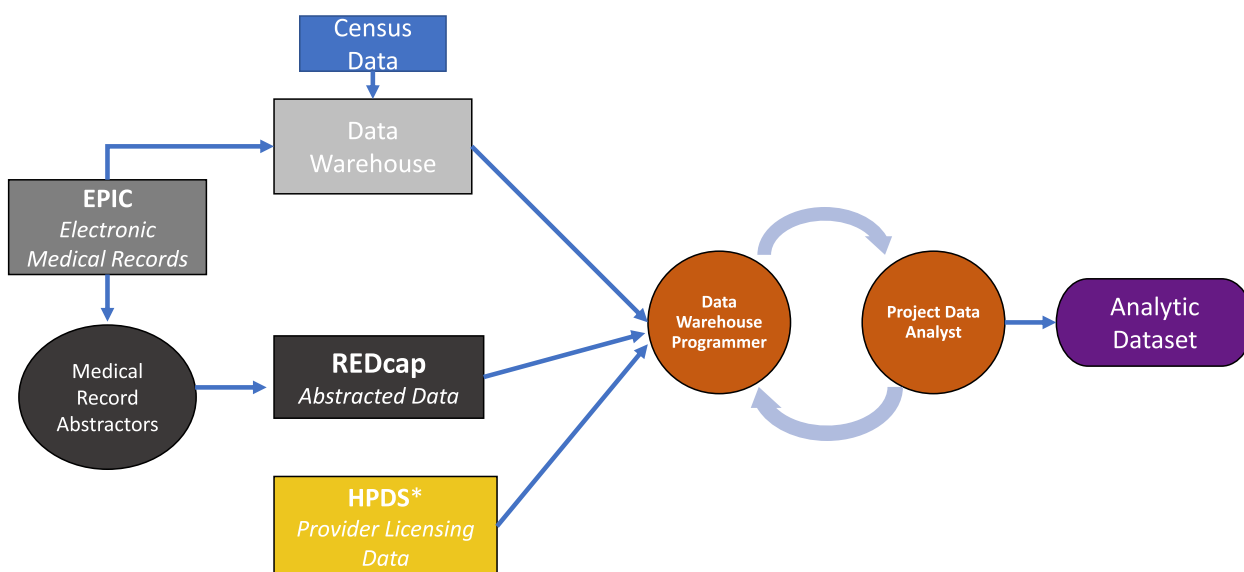 Census
Data
Data
Warehouse
EPIC
Electronic
Medical Records
Medical
Record
Abstractors
REDcap
Abstracted Data
HPDS*
Provider Licensing
Data
Data
Warehouse
Programmer
Project Data
Analyst
Analytic
Dataset